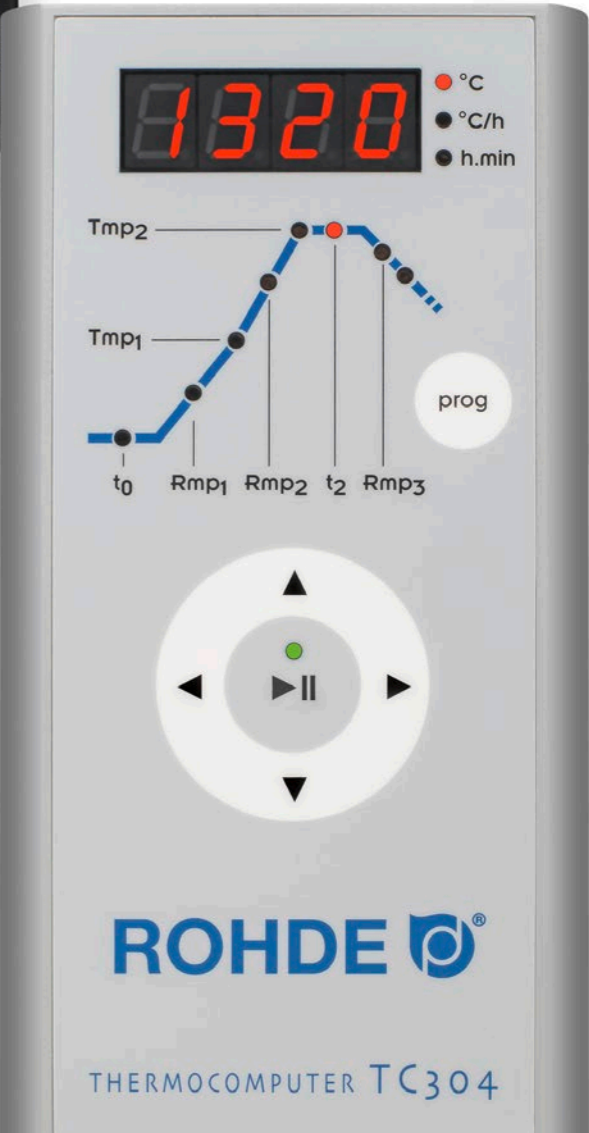 1320
°C
°C/h
h.min
Tmp2
Tmp1
prog
t0 Rmp1 Rmp2 t2 Rmp3
ROHDE ®
THERMOCOMPUTER TC304